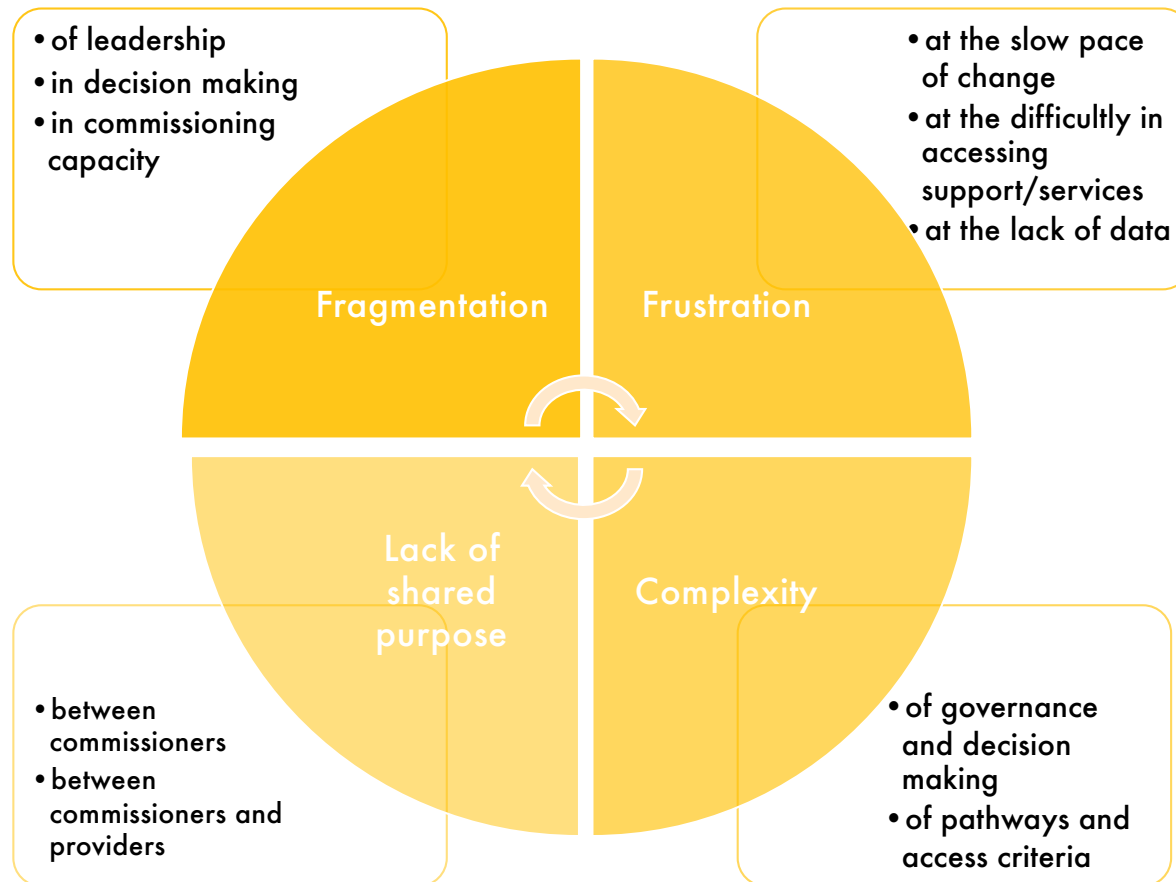 • of leadership
• in decision making
• in commissioning
capacity
• at the slow pace
of change
• at the difficultly in
accessing
support/services
• at the lack of data
Fragmentation
Frustration
Lack of
shared
purpose
Complexity
• between
commissioners
• between
commissioners and
providers
• of governance
and decision
making
• of pathways and
access criteria